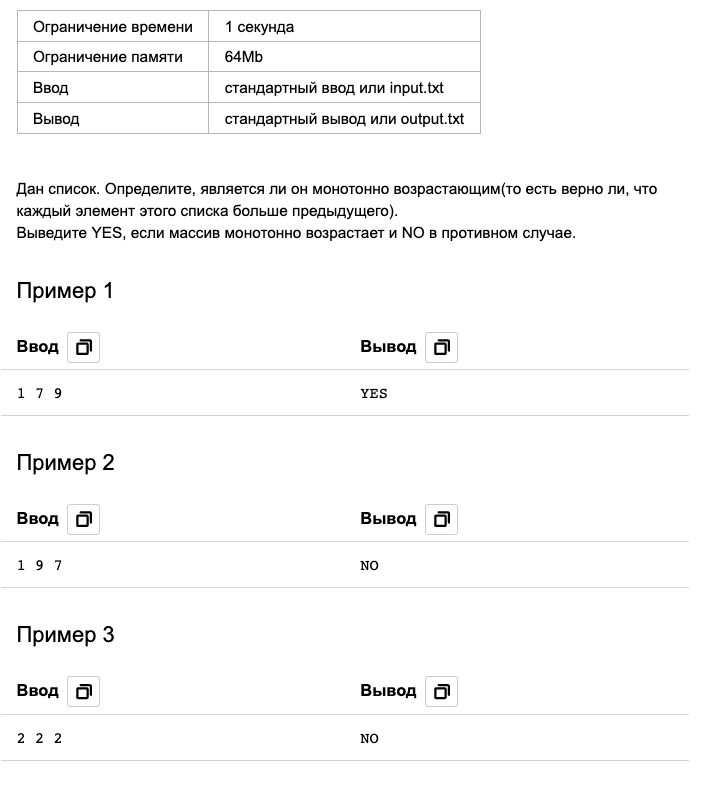 Ограничение времени 1 секунда
Ограничение памяти 64Mb
Ввод стандартный ввод или input.txt
Вывод стандартный вывод или output.txt
Дан список. Определите, является ли он монотонно возрастающим(то есть верно ли, что
каждый элемент этого списка больше предыдущего).
Выведите YES, если массив монотонно возрастает и NO в противном случае.
Пример 1
Ввод Вывод
1 7 9 YES
Пример 2
Ввод Вывод
1 9 7 NO
Пример 3
Ввод Вывод
2 2 2 NO